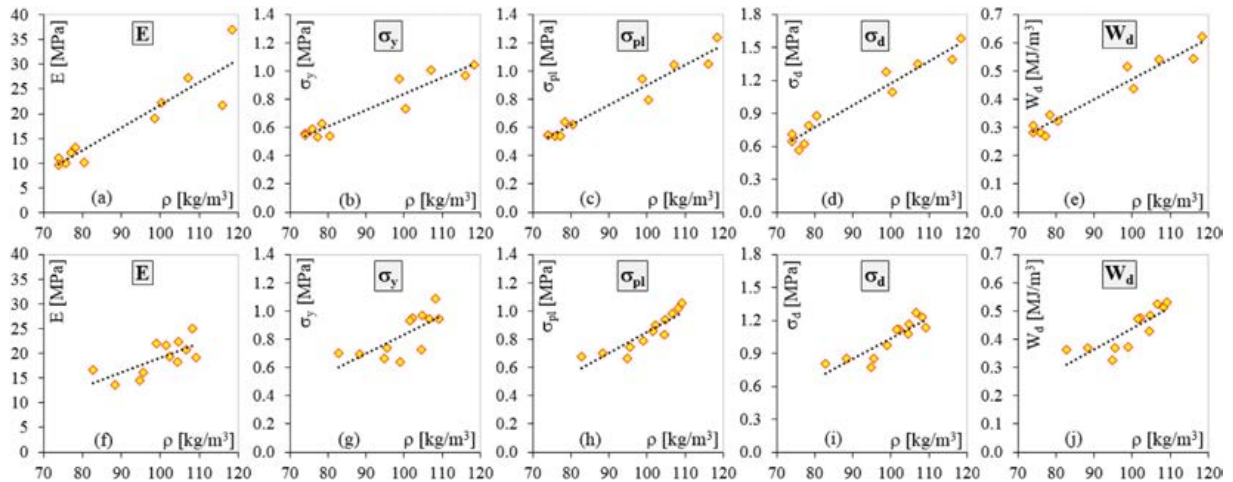 E
E [MPa]
40
35
30
25
20
15
10
5
0
70 80 90 100 110 120
ρ [kg/m³]
(a)
σy
σy [MPa]
1.4
1.2
1.0
0.8
0.6
0.4
0.2
0.0
70 80 90 100 110 120
ρ [kg/m³]
(b)
σpl
σpl [MPa]
1.4
1.2
1.0
0.8
0.6
0.4
0.2
0.0
70 80 90 100 110 120
ρ [kg/m³]
(c)
σd
σd [MPa]
1.8
1.5
1.2
0.9
0.6
0.3
0.0
70 80 90 100 110 120
ρ [kg/m³]
(d)
Wd
Wd [MJ/m³]
0.7
0.6
0.5
0.4
0.3
0.2
0.1
0.0
70 80 90 100 110 120
ρ [kg/m³]
(e)
E
E [MPa]
40
35
30
25
20
15
10
5
0
70 80 90 100 110 120
ρ [kg/m³]
(f)
σy
σy [MPa]
1.4
1.2
1.0
0.8
0.6
0.4
0.2
0.0
70 80 90 100 110 120
ρ [kg/m³]
(g)
σpl
σpl [MPa]
1.4
1.2
1.0
0.8
0.6
0.4
0.2
0.0
70 80 90 100 110 120
ρ [kg/m³]
(h)
σd
σd [MPa]
1.8
1.5
1.2
0.9
0.6
0.3
0.0
70 80 90 100 110 120
ρ [kg/m³]
(i)
Wd
Wd [MJ/m³]
0.7
0.6
0.5
0.4
0.3
0.2
0.1
0.0
70 80 90 100 110 120
ρ [kg/m³]
(j)